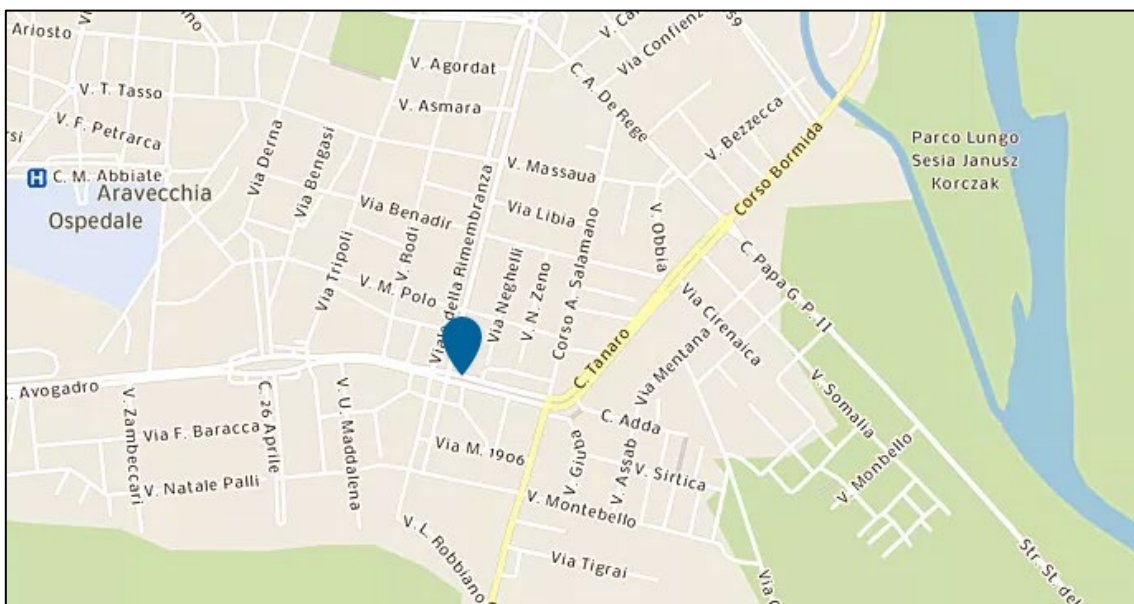 Ariosto
V. T. Tasso
V. F. Petrarca
H C. M. Abbiate
Aravecchia
Ospedale
Via Derna
Via Bengasi
V. Agordat
V. Asmara
Via Confienza
C. A. De Rege
V. Bezzecca
V. Massaua
Via Benadir
Via Libia
Viale della Rimembranza
V. Rodi
Via Tripoli
V. M. Polo
Via Neghelli
V. N. Zeno
Corso A. Salamano
V. Obbia
Corso Bormida
Parco Lungo
Sesia Janusz
Korczak
C. Papa G. P. II
Via Cirenaica
C. Tanaro
Via Mentana
V. Somalia
V. Monbello
Avogadro
V. Zambeccari
C. 26 Aprile
V. U. Maddalena
Via F. Baracca
V. Natale Palli
Via M. 1906
C. Adda
V. Giuba
V. Assab
V. Sirtica
V. Montebello
V. L. Robbiano
Via Tigrai
Str. St. del